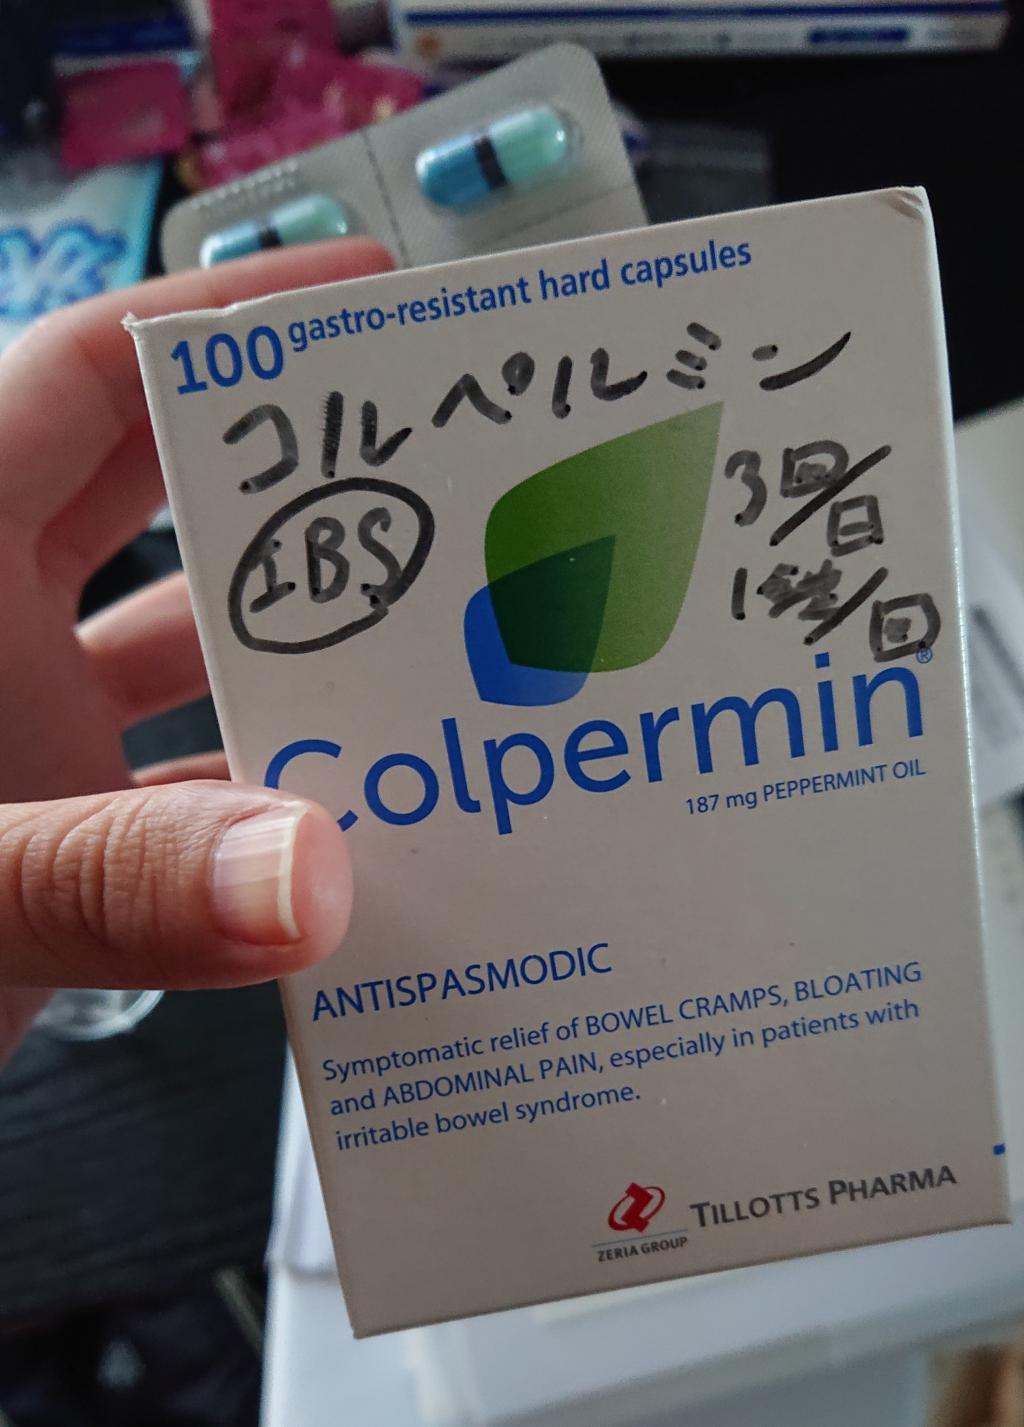 100 gastro-resistant hard capsules
コルペルミン
IBS
3回/日
1錠/回
Colpermin®
187 mg PEPPERMINT OIL
ANTISPASMODIC
Symptomatic relief of BOWEL CRAMPS, BLOATING
and ABDOMINAL PAIN, especially in patients with
irritable bowel syndrome.
ZERIA GROUP
TILLOTTS PHARMA